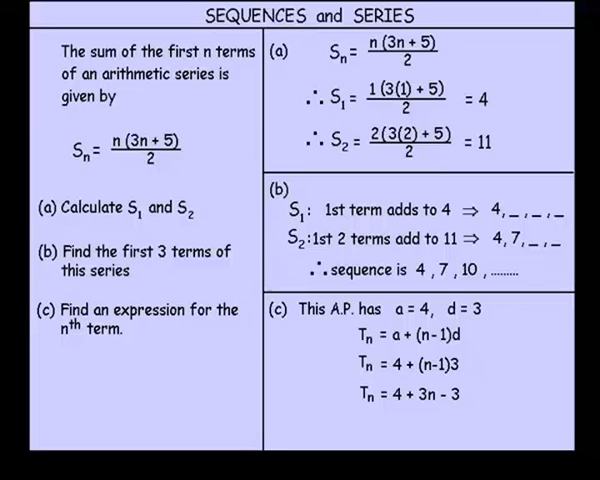 SEQUENCES and SERIES
The sum of the first n terms
of an arithmetic series is
given by
Sₙ = n (3n + 5) / 2
(a) Calculate S₁ and S₂
(b) Find the first 3 terms of
this series
(c) Find an expression for the
nᵗʰ term.
(a) Sₙ = n (3n + 5) / 2
∴ S₁ = 1 (3(1) + 5) / 2 = 4
∴ S₂ = 2(3(2) + 5) / 2 = 11
(b)
S₁: 1st term adds to 4 ⇒ 4, _ , _ , _
S₂: 1st 2 terms add to 11 ⇒ 4, 7, _ , _
∴ sequence is 4 , 7 , 10 , .........
(c) This A.P. has a = 4, d = 3
Tₙ = a + (n-1)d
Tₙ = 4 + (n-1)3
Tₙ = 4 + 3n - 3